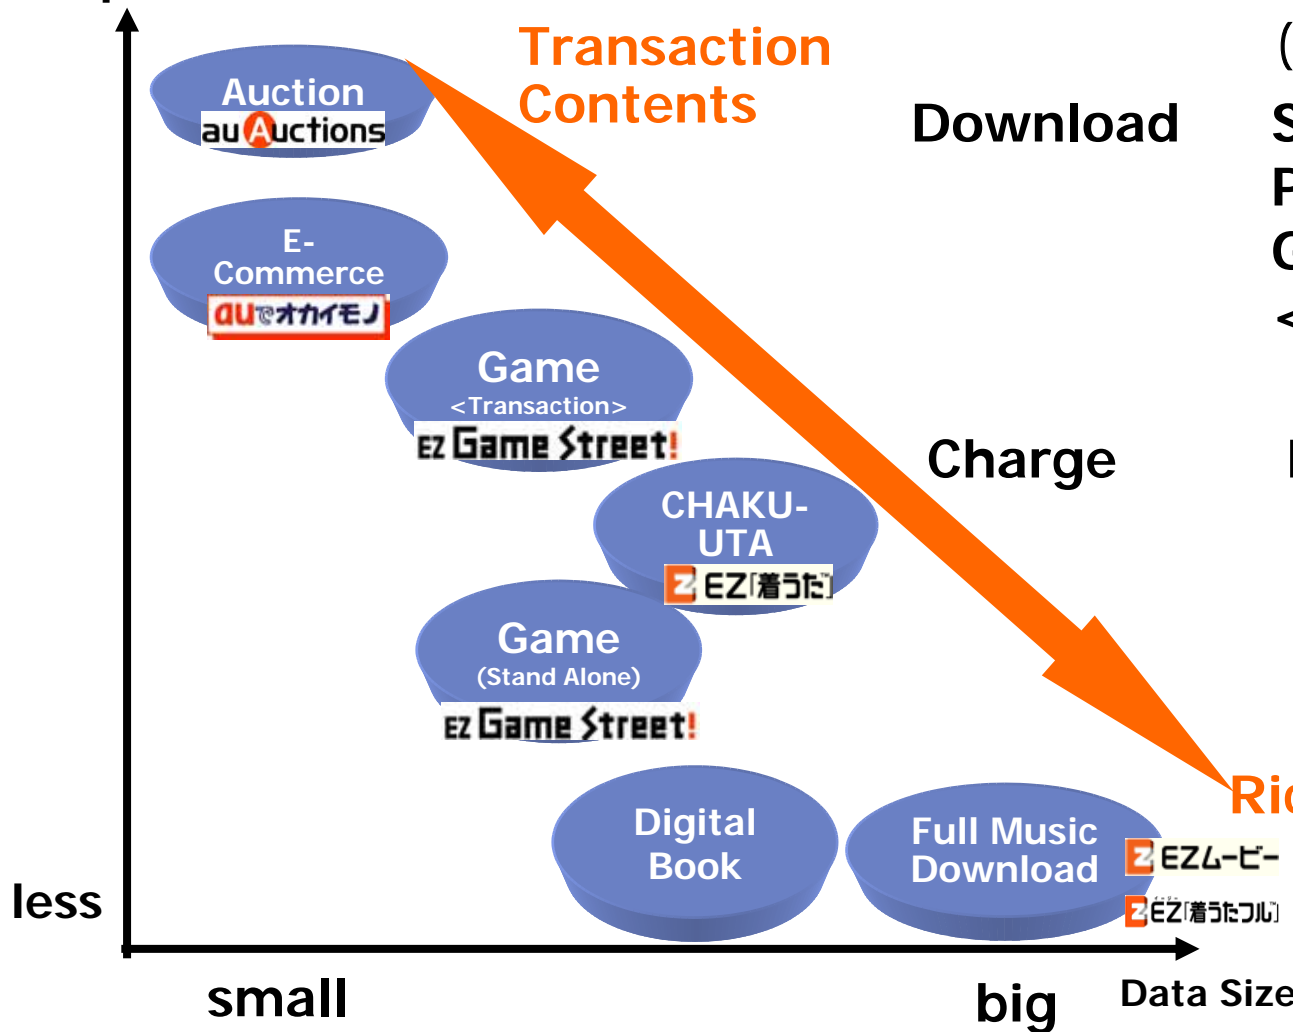 Transaction
Contents
Auction
au Auctions
Download
E-
Commerce
auでオカイモノ
Game
<Transaction>
EZ Game Street!
Charge
CHAKU-
UTA
EZ「着うた」
Game
(Stand Alone)
EZ Game Street!
Digital
Book
Full Music
Download
EZムービー
EZ「着うたフル」
less
small
big
Data Size